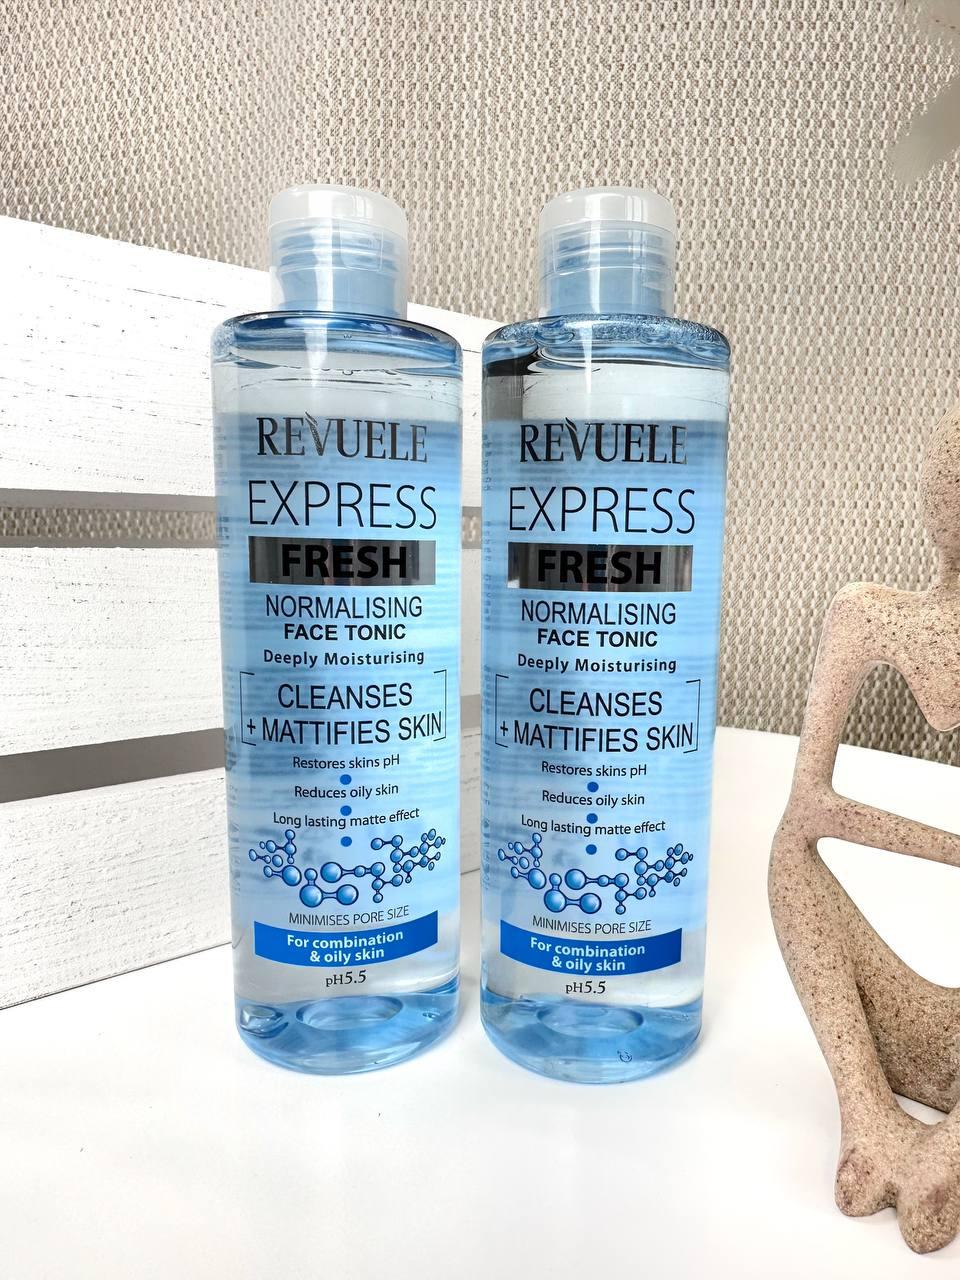 REVUELE
EXPRESS
FRESH
NORMALISING
FACE TONIC
Deeply Moisturising
CLEANSES
+ MATTIFIES SKIN
Restores skins pH
Reduces oily skin
Long lasting matte effect
MINIMISES PORE SIZE
For combination
& oily skin
pH5.5
REVUELE
EXPRESS
FRESH
NORMALISING
FACE TONIC
Deeply Moisturising
CLEANSES
+ MATTIFIES SKIN
Restores skins pH
Reduces oily skin
Long lasting matte effect
MINIMISES PORE SIZE
For combination
& oily skin
pH5.5